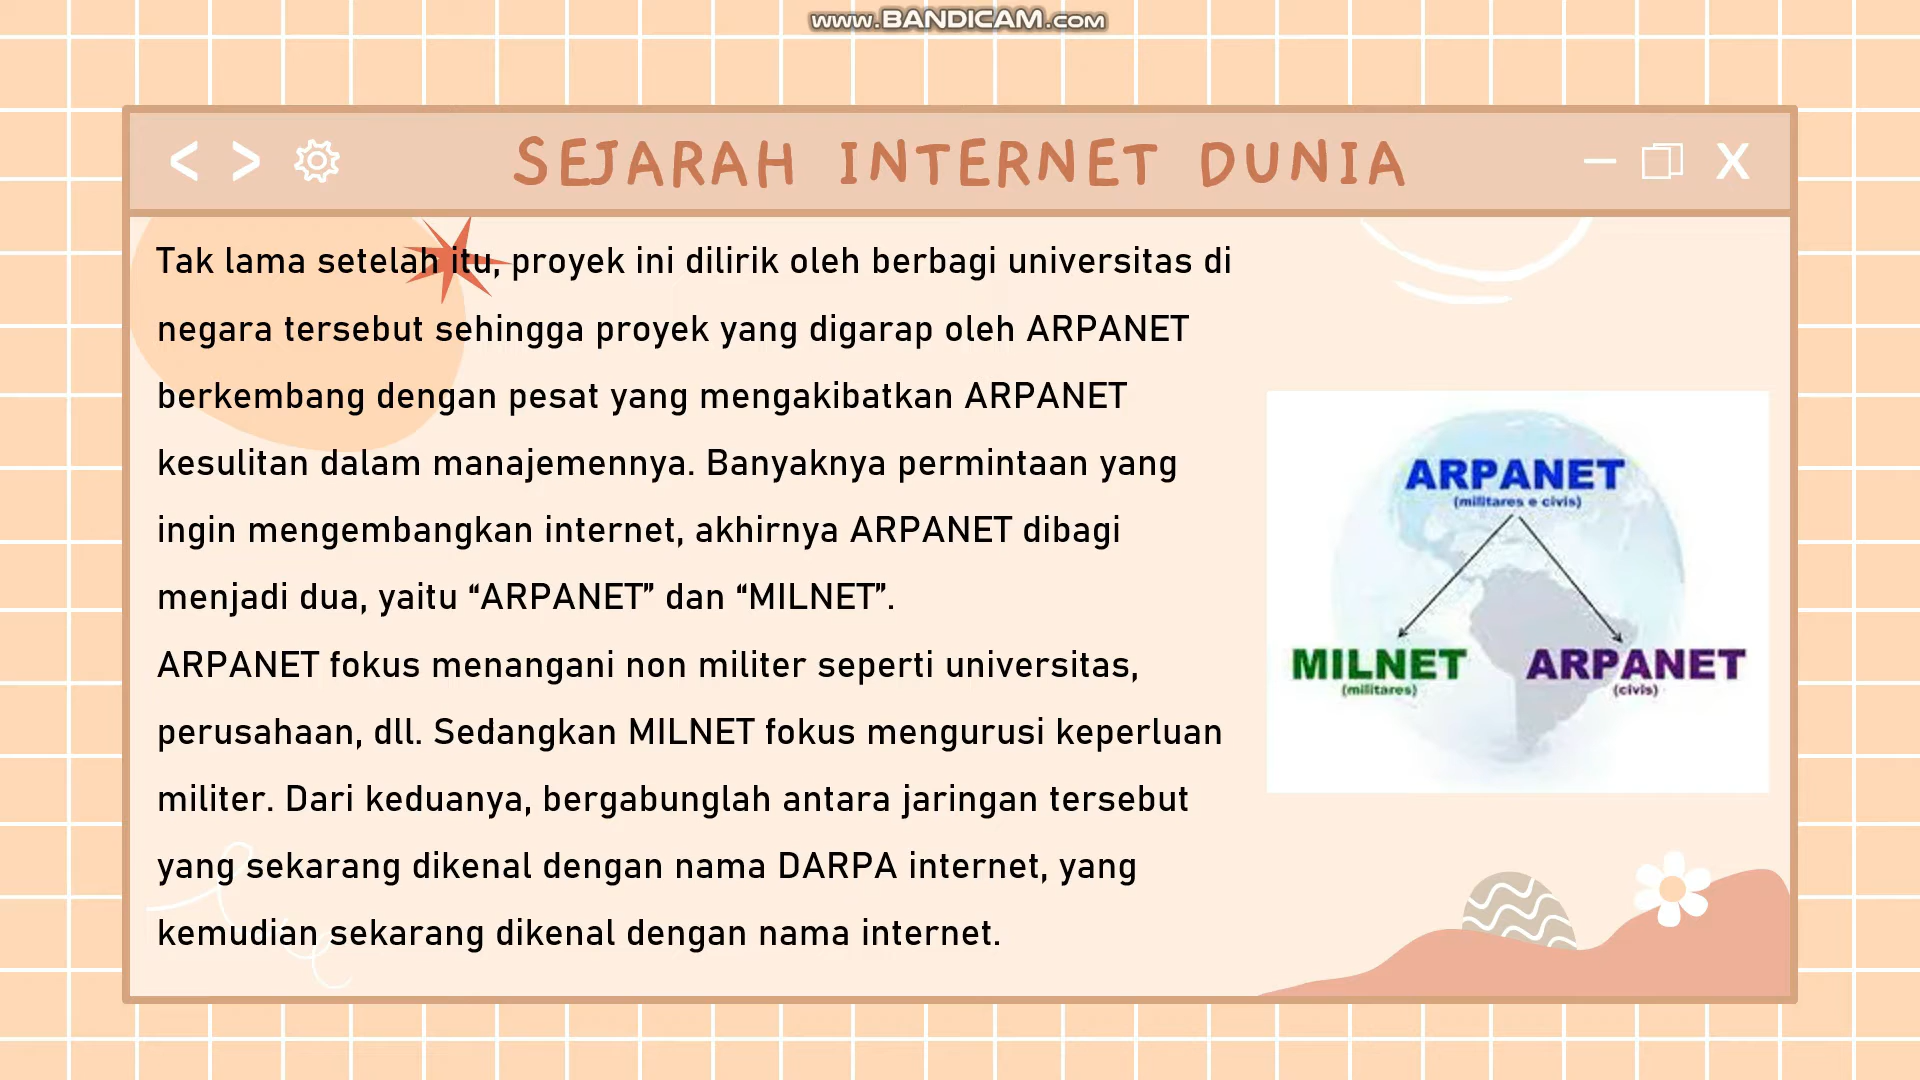 www.BANDICAM.com
< >
SEJARAH INTERNET DUNIA
X
Tak lama setelah itu, proyek ini dilirik oleh berbagi universitas di
negara tersebut sehingga proyek yang digarap oleh ARPANET
berkembang dengan pesat yang mengakibatkan ARPANET
kesulitan dalam manajemennya. Banyaknya permintaan yang
ingin mengembangkan internet, akhirnya ARPANET dibagi
menjadi dua, yaitu “ARPANET” dan “MILNET”.
ARPANET fokus menangani non militer seperti universitas,
perusahaan, dll. Sedangkan MILNET fokus mengurusi keperluan
militer. Dari keduanya, bergabunglah antara jaringan tersebut
yang sekarang dikenal dengan nama DARPA internet, yang
kemudian sekarang dikenal dengan nama internet.
ARPANET
(militares e civis)
MILNET
(militares)
ARPANET
(civis)